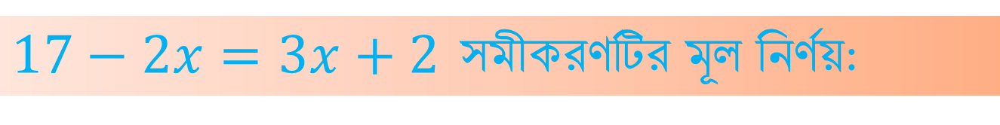 17 − 2x = 3x + 2 সমীকরণটির মূল নির্ণয়: